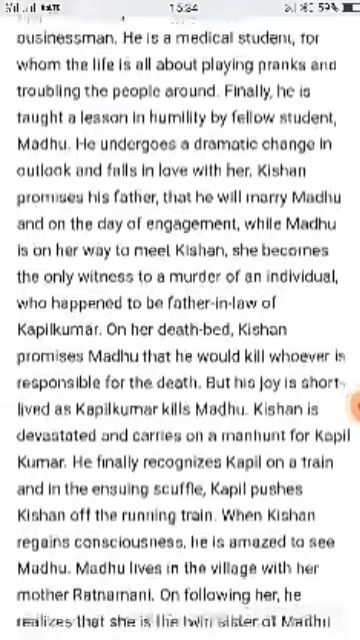 15:34
59%
businessman. He is a medical student, for
whom the life is all about playing pranks and
troubling the people around. Finally, he is
taught a lesson in humility by fellow student,
Madhu. He undergoes a dramatic change in
outlook and falls in love with her. Kishan
promises his father, that he will marry Madhu
and on the day of engagement, while Madhu
is on her way to meet Kishan, she becomes
the only witness to a murder of an individual,
who happened to be father-in-law of
Kapilkumar. On her death-bed, Kishan
promises Madhu that he would kill whoever is
responsible for the death. But his joy is short-
lived as Kapilkumar kills Madhu. Kishan is
devastated and carries on a manhunt for Kapil
Kumar. He finally recognizes Kapil on a train
and in the ensuing scuffle, Kapil pushes
Kishan off the running train. When Kishan
regains consciousness, he is amazed to see
Madhu. Madhu lives in the village with her
mother Ratnamani. On following her, he
realizes that she is the twin sister of Madhu